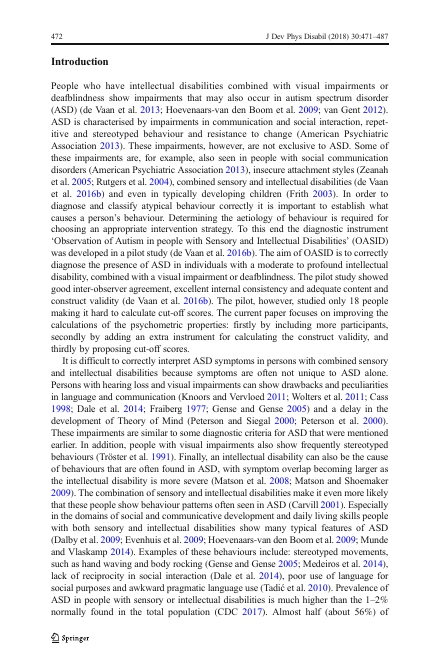 472 J Dev Phys Disabil (2018) 30:471–487
Introduction
People who have intellectual disabilities combined with visual impairments or
deafblindness show impairments that may also occur in autism spectrum disorder
(ASD) (de Vaan et al. 2013; Hoevenaars-van den Boom et al. 2009; van Gent 2012).
ASD is characterised by impairments in communication and social interaction, repet-
itive and stereotyped behaviour and resistance to change (American Psychiatric
Association 2013). These impairments, however, are not exclusive to ASD. Some of
these impairments are, for example, also seen in people with social communication
disorders (American Psychiatric Association 2013), insecure attachment styles (Zeanah
et al. 2005; Rutgers et al. 2004), combined sensory and intellectual disabilities (de Vaan
et al. 2016b) and even in typically developing children (Frith 2003). In order to
diagnose and classify atypical behaviour correctly it is important to establish what
causes a person's behaviour. Determining the aetiology of behaviour is required for
choosing an appropriate intervention strategy. To this end the diagnostic instrument
‘Observation of Autism in people with Sensory and Intellectual Disabilities’ (OASID)
was developed in a pilot study (de Vaan et al. 2016b). The aim of OASID is to correctly
diagnose the presence of ASD in individuals with a moderate to profound intellectual
disability, combined with a visual impairment or deafblindness. The pilot study showed
good inter-observer agreement, excellent internal consistency and adequate content and
construct validity (de Vaan et al. 2016b). The pilot, however, studied only 18 people
making it hard to calculate cut-off scores. The current paper focuses on improving the
calculations of the psychometric properties: firstly by including more participants,
secondly by adding an extra instrument for calculating the construct validity, and
thirdly by proposing cut-off scores.
It is difficult to correctly interpret ASD symptoms in persons with combined sensory
and intellectual disabilities because symptoms are often not unique to ASD alone.
Persons with hearing loss and visual impairments can show drawbacks and peculiarities
in language and communication (Knoors and Vervloed 2011; Wolters et al. 2011; Cass
1998; Dale et al. 2014; Fraiberg 1977; Gense and Gense 2005) and a delay in the
development of Theory of Mind (Peterson and Siegal 2000; Peterson et al. 2000).
These impairments are similar to some diagnostic criteria for ASD that were mentioned
earlier. In addition, people with visual impairments also show frequently stereotyped
behaviours (Tröster et al. 1991). Finally, an intellectual disability can also be the cause
of behaviours that are often found in ASD, with symptom overlap becoming larger as
the intellectual disability is more severe (Matson et al. 2008; Matson and Shoemaker
2009). The combination of sensory and intellectual disabilities make it even more likely
that these people show behaviour patterns often seen in ASD (Carvill 2001). Especially
in the domains of social and communicative development and daily living skills people
with both sensory and intellectual disabilities show many typical features of ASD
(Dalby et al. 2009; Evenhuis et al. 2009; Hoevenaars-van den Boom et al. 2009; Munde
and Vlaskamp 2014). Examples of these behaviours include: stereotyped movements,
such as hand waving and body rocking (Gense and Gense 2005; Medeiros et al. 2014),
lack of reciprocity in social interaction (Dale et al. 2014), poor use of language for
social purposes and awkward pragmatic language use (Tadić et al. 2010). Prevalence of
ASD in people with sensory or intellectual disabilities is much higher than the 1–2%
normally found in the total population (CDC 2017). Almost half (about 56%) of
Springer